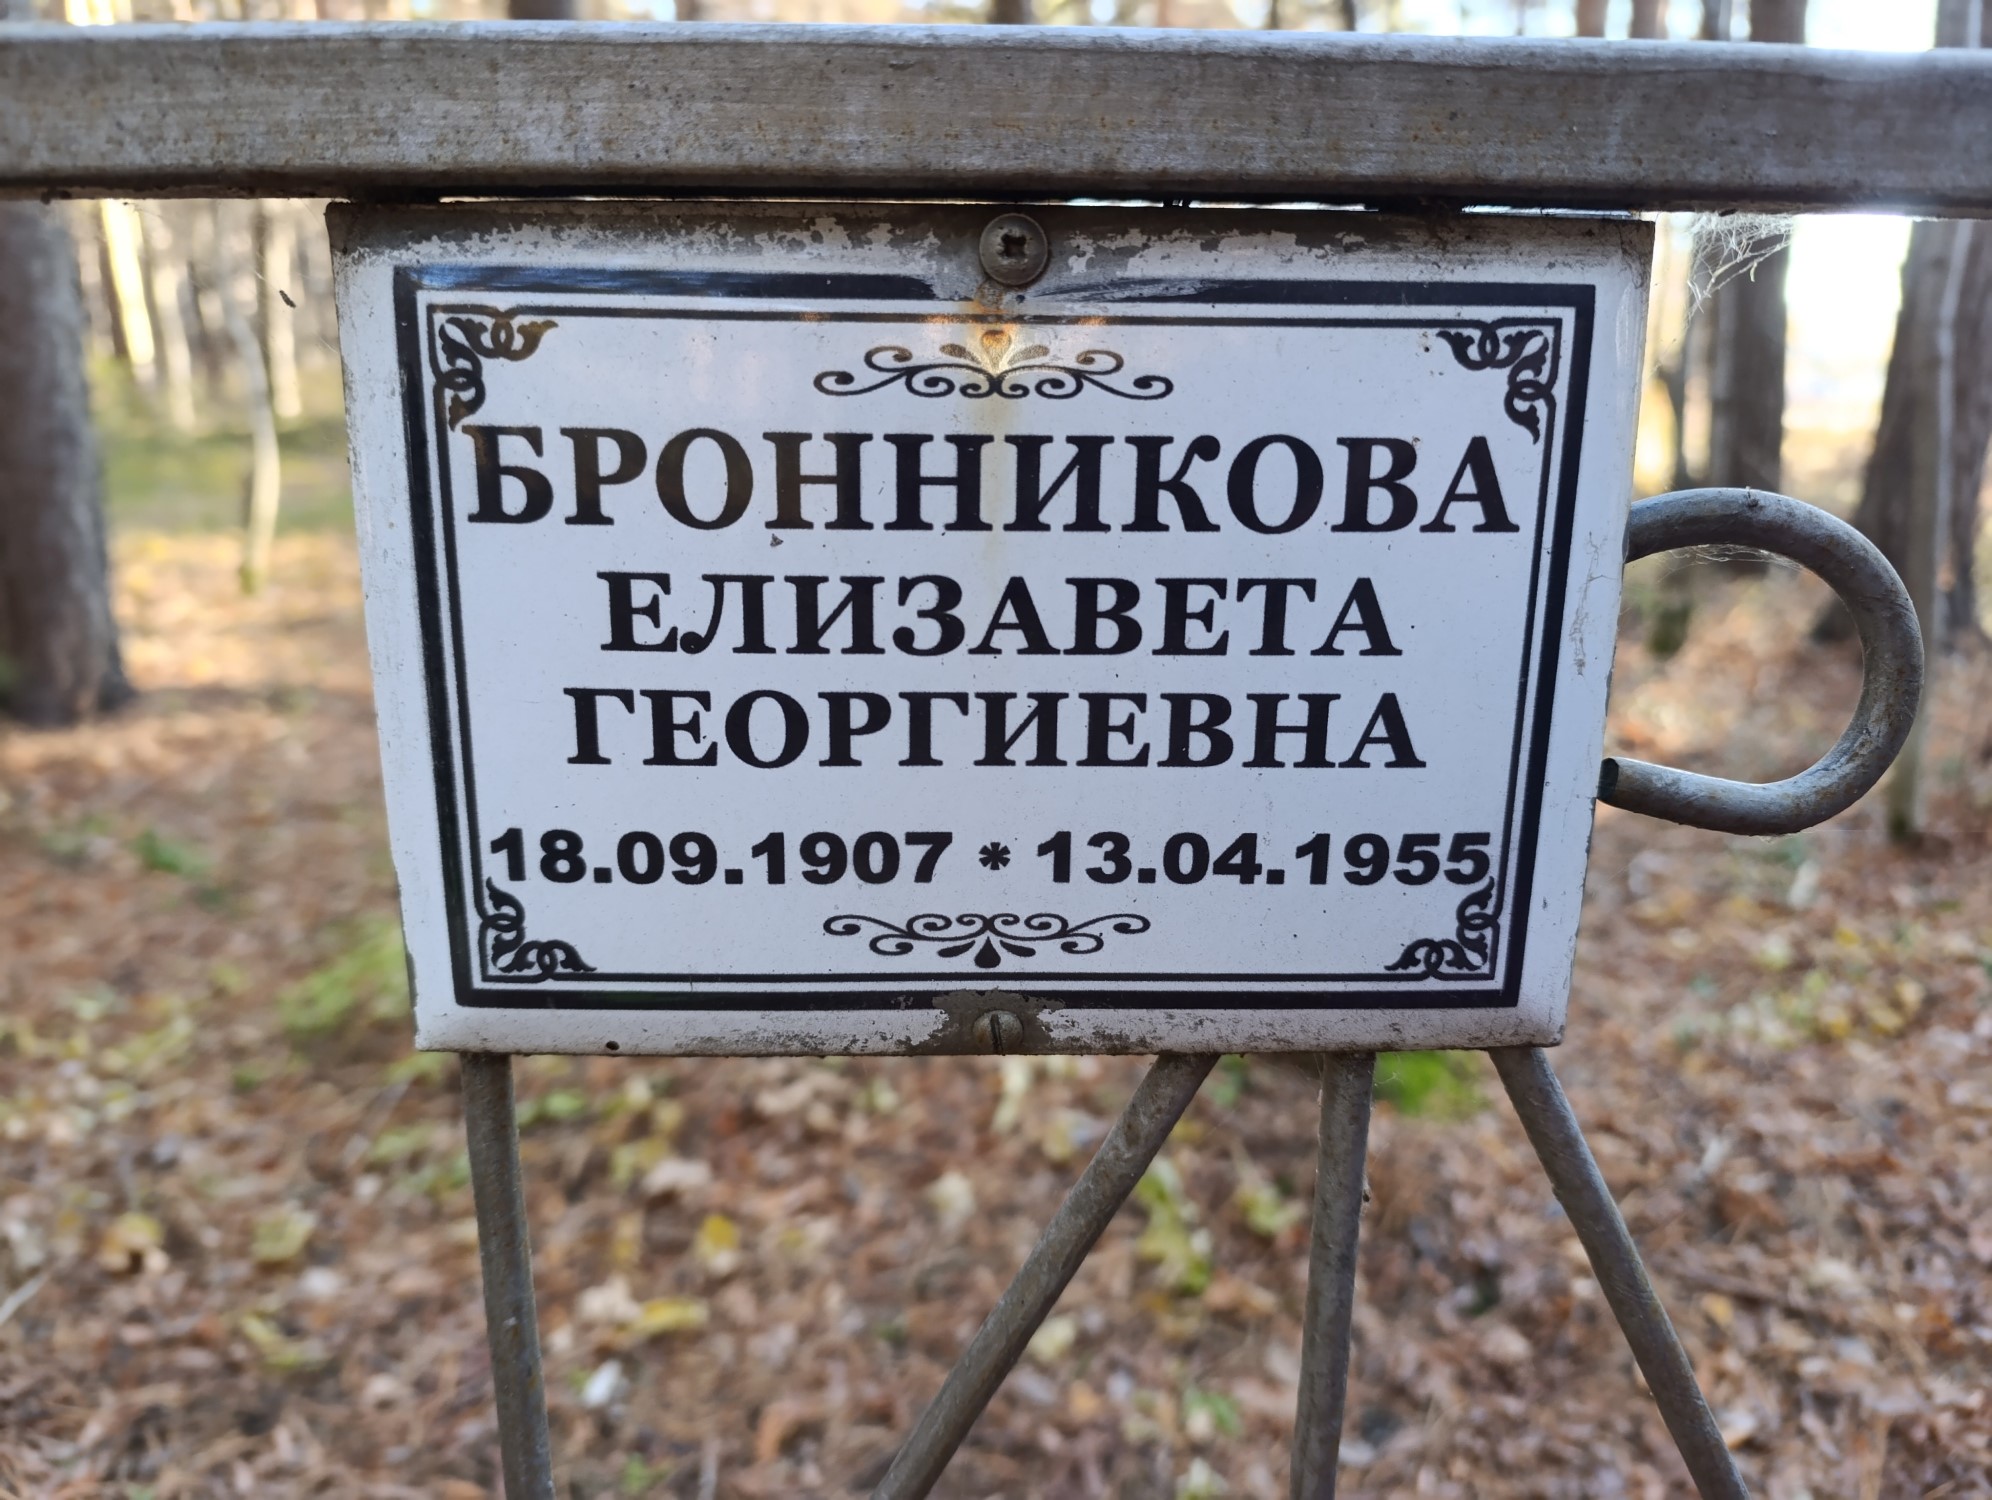 БРОННИКОВА
ЕЛИЗАВЕТА
ГЕОРГИЕВНА
18.09.1907 * 13.04.1955